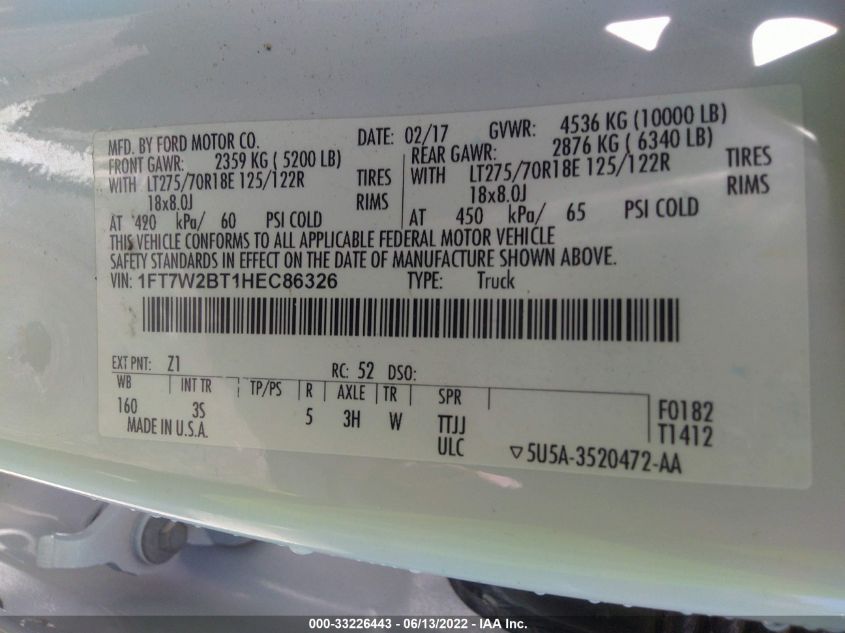 MFD. BY FORD MOTOR CO. DATE: 02/17 GVWR: 4536 KG (10000 LB)
FRONT GAWR: 2359 KG ( 5200 LB) REAR GAWR: 2876 KG ( 6340 LB)
WITH LT275/70R18E 125/122R TIRES WITH LT275/70R18E 125/122R TIRES
18x8.0J RIMS 18x8.0J RIMS
AT 420 kPa/ 60 PSI COLD AT 450 kPa/ 65 PSI COLD
THIS VEHICLE CONFORMS TO ALL APPLICABLE FEDERAL MOTOR VEHICLE
SAFETY STANDARDS IN EFFECT ON THE DATE OF MANUFACTURE SHOWN ABOVE.
VIN: 1FT7W2BT1HEC86326 TYPE: Truck
EXT PNT: Z1 RC: 52 DSO:
WB INT TR TP/PS R AXLE TR SPR
160 3S 5 3H W TTJJ F0182
MADE IN U.S.A. ULC T1412
▽5U5A-3520472-AA
000-33226443 - 06/13/2022 - IAA Inc.